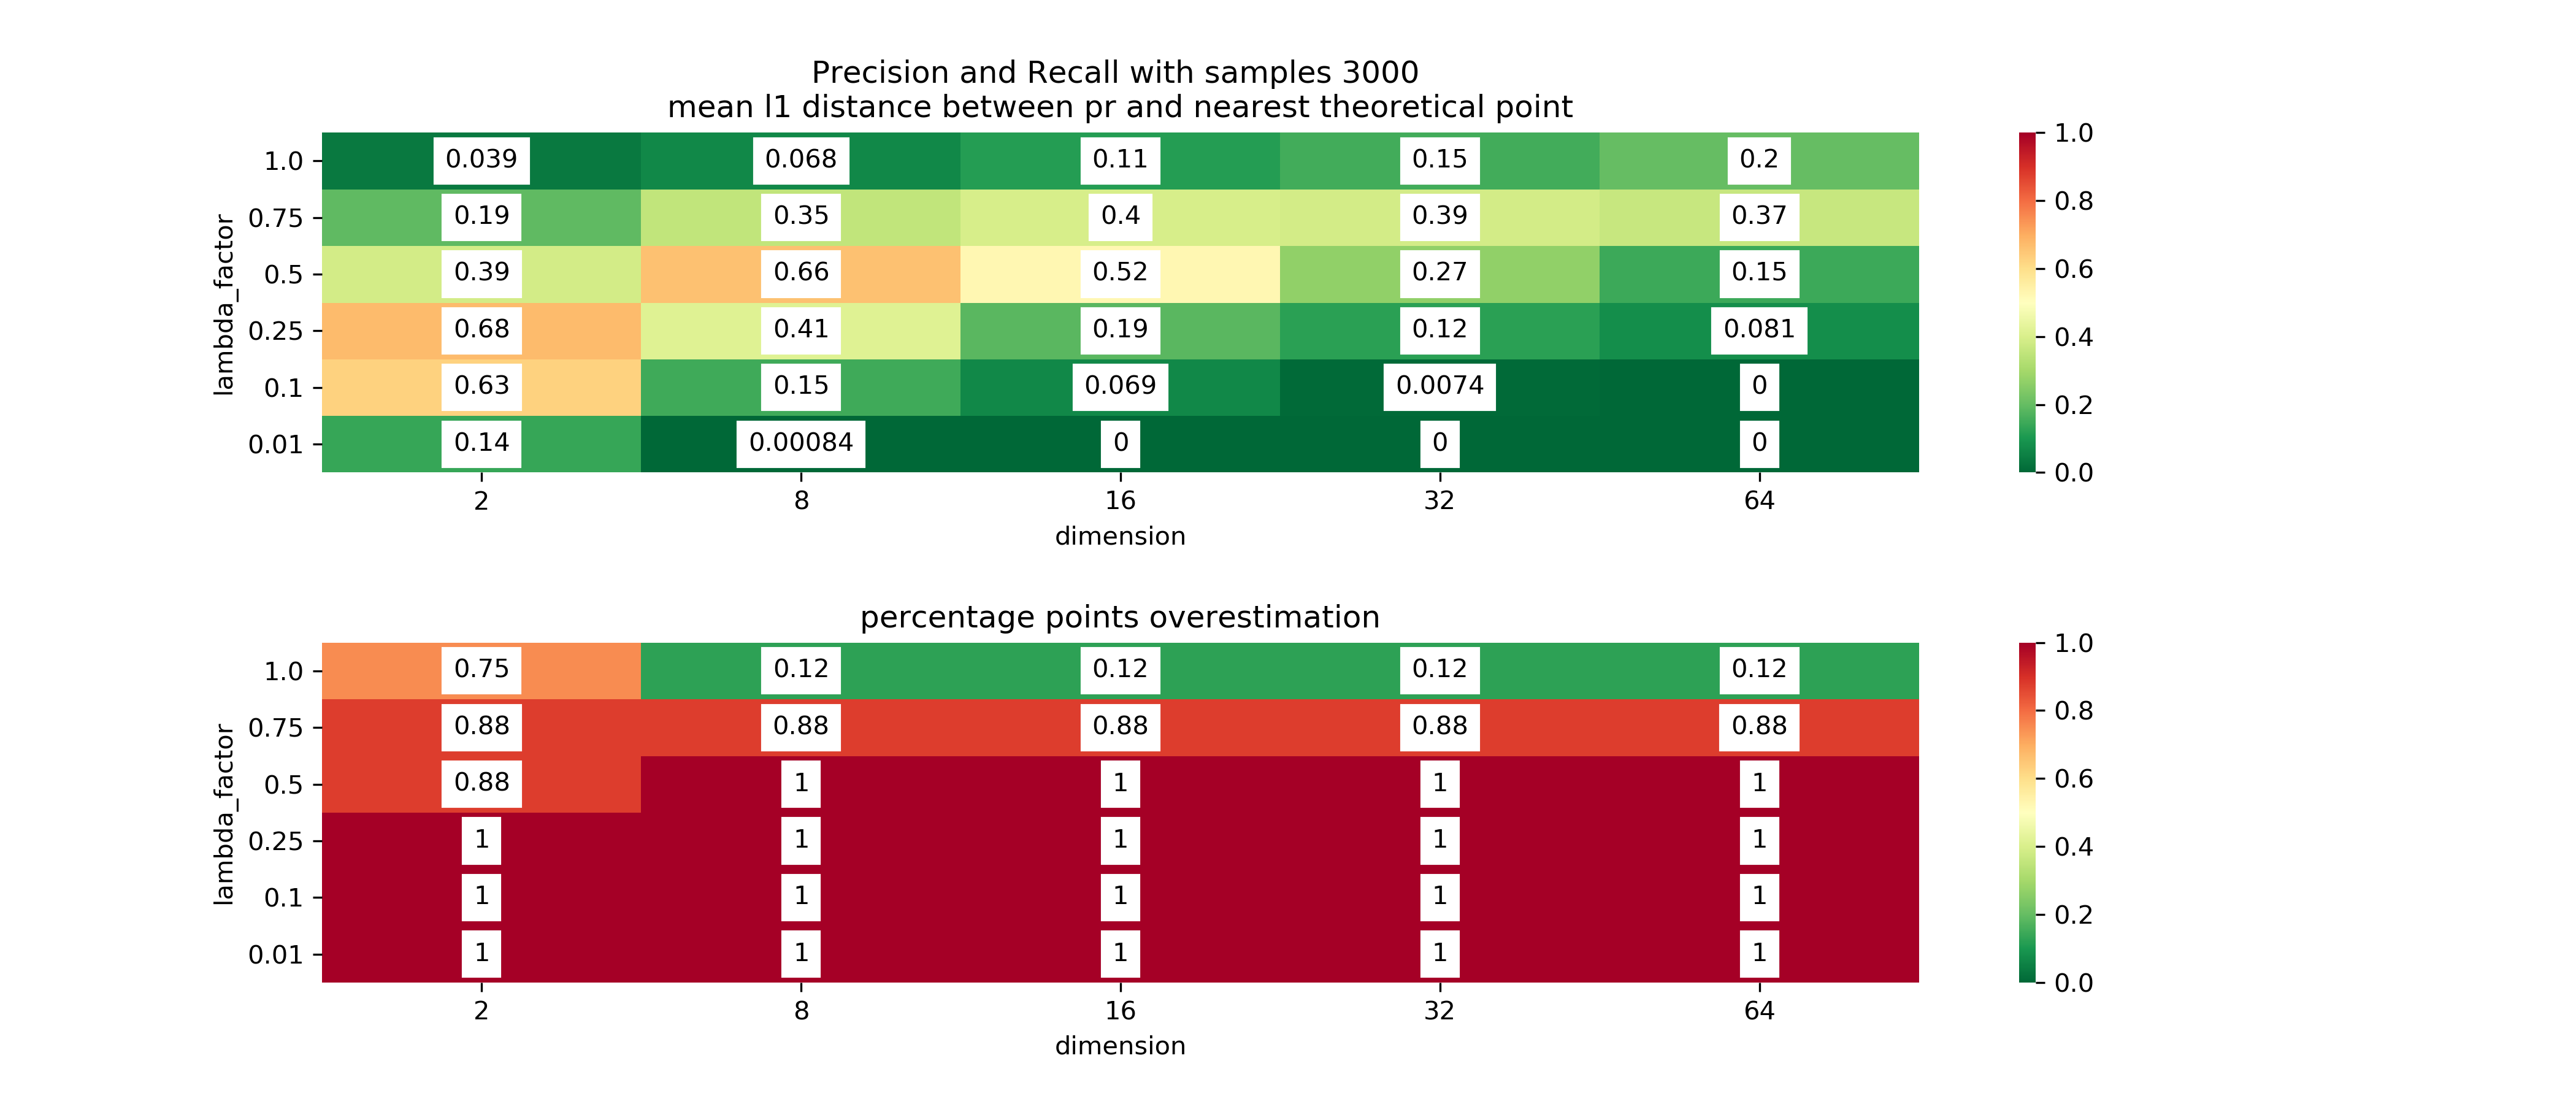 Precision and Recall with samples 3000
mean l1 distance between pr and nearest theoretical point
lambda_factor
1.0 0.039 0.068 0.11 0.15 0.2
0.75 0.19 0.35 0.4 0.39 0.37
0.5 0.39 0.66 0.52 0.27 0.15
0.25 0.68 0.41 0.19 0.12 0.081
0.1 0.63 0.15 0.069 0.0074 0
0.01 0.14 0.00084 0 0 0
2 8 16 32 64
dimension
1.0
0.8
0.6
0.4
0.2
0.0
percentage points overestimation
lambda_factor
1.0 0.75 0.12 0.12 0.12 0.12
0.75 0.88 0.88 0.88 0.88 0.88
0.5 0.88 1 1 1 1
0.25 1 1 1 1 1
0.1 1 1 1 1 1
0.01 1 1 1 1 1
2 8 16 32 64
dimension
1.0
0.8
0.6
0.4
0.2
0.0